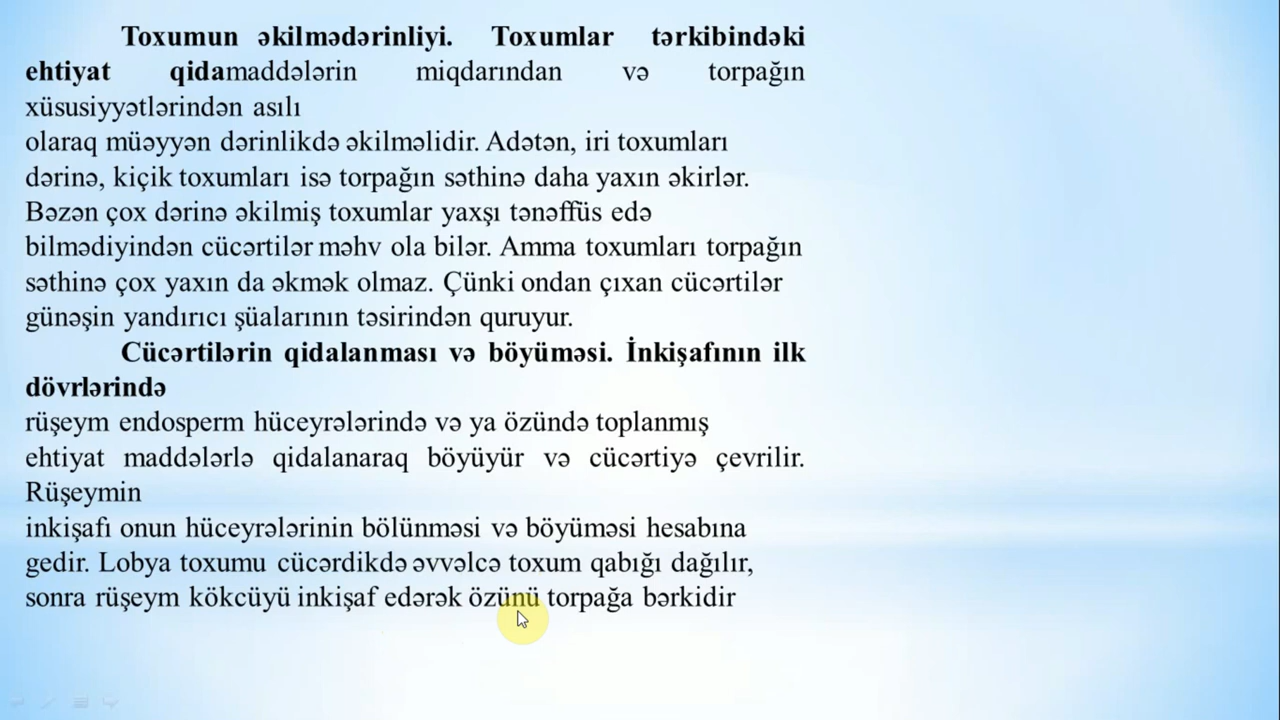 Toxumun əkilmədərinliyi. Toxumlar tərkibindəki
ehtiyat qidamaddələrin miqdarından və torpağın
xüsusiyyətlərindən asılı
olaraq müəyyən dərinlikdə əkilməlidir. Adətən, iri toxumları
dərinə, kiçik toxumları isə torpağın səthinə daha yaxın əkirlər.
Bəzən çox dərinə əkilmiş toxumlar yaxşı tənəffüs edə
bilmədiyindən cücərtilər məhv ola bilər. Amma toxumları torpağın
səthinə çox yaxın da əkmək olmaz. Çünki ondan çıxan cücərtilər
günəşin yandırıcı şüalarının təsirindən quruyur.
Cücərtilərin qidalanması və böyüməsi. İnkişafının ilk
dövrlərində
rüşeym endosperm hüceyrələrində və ya özündə toplanmış
ehtiyat maddələrlə qidalanaraq böyüyür və cücərtiyə çevrilir.
Rüşeymin
inkişafı onun hüceyrələrinin bölünməsi və böyüməsi hesabına
gedir. Lobya toxumu cücərdikdə əvvəlcə toxum qabığı dağılır,
sonra rüşeym kökcüyü inkişaf edərək özünü torpağa bərkidir